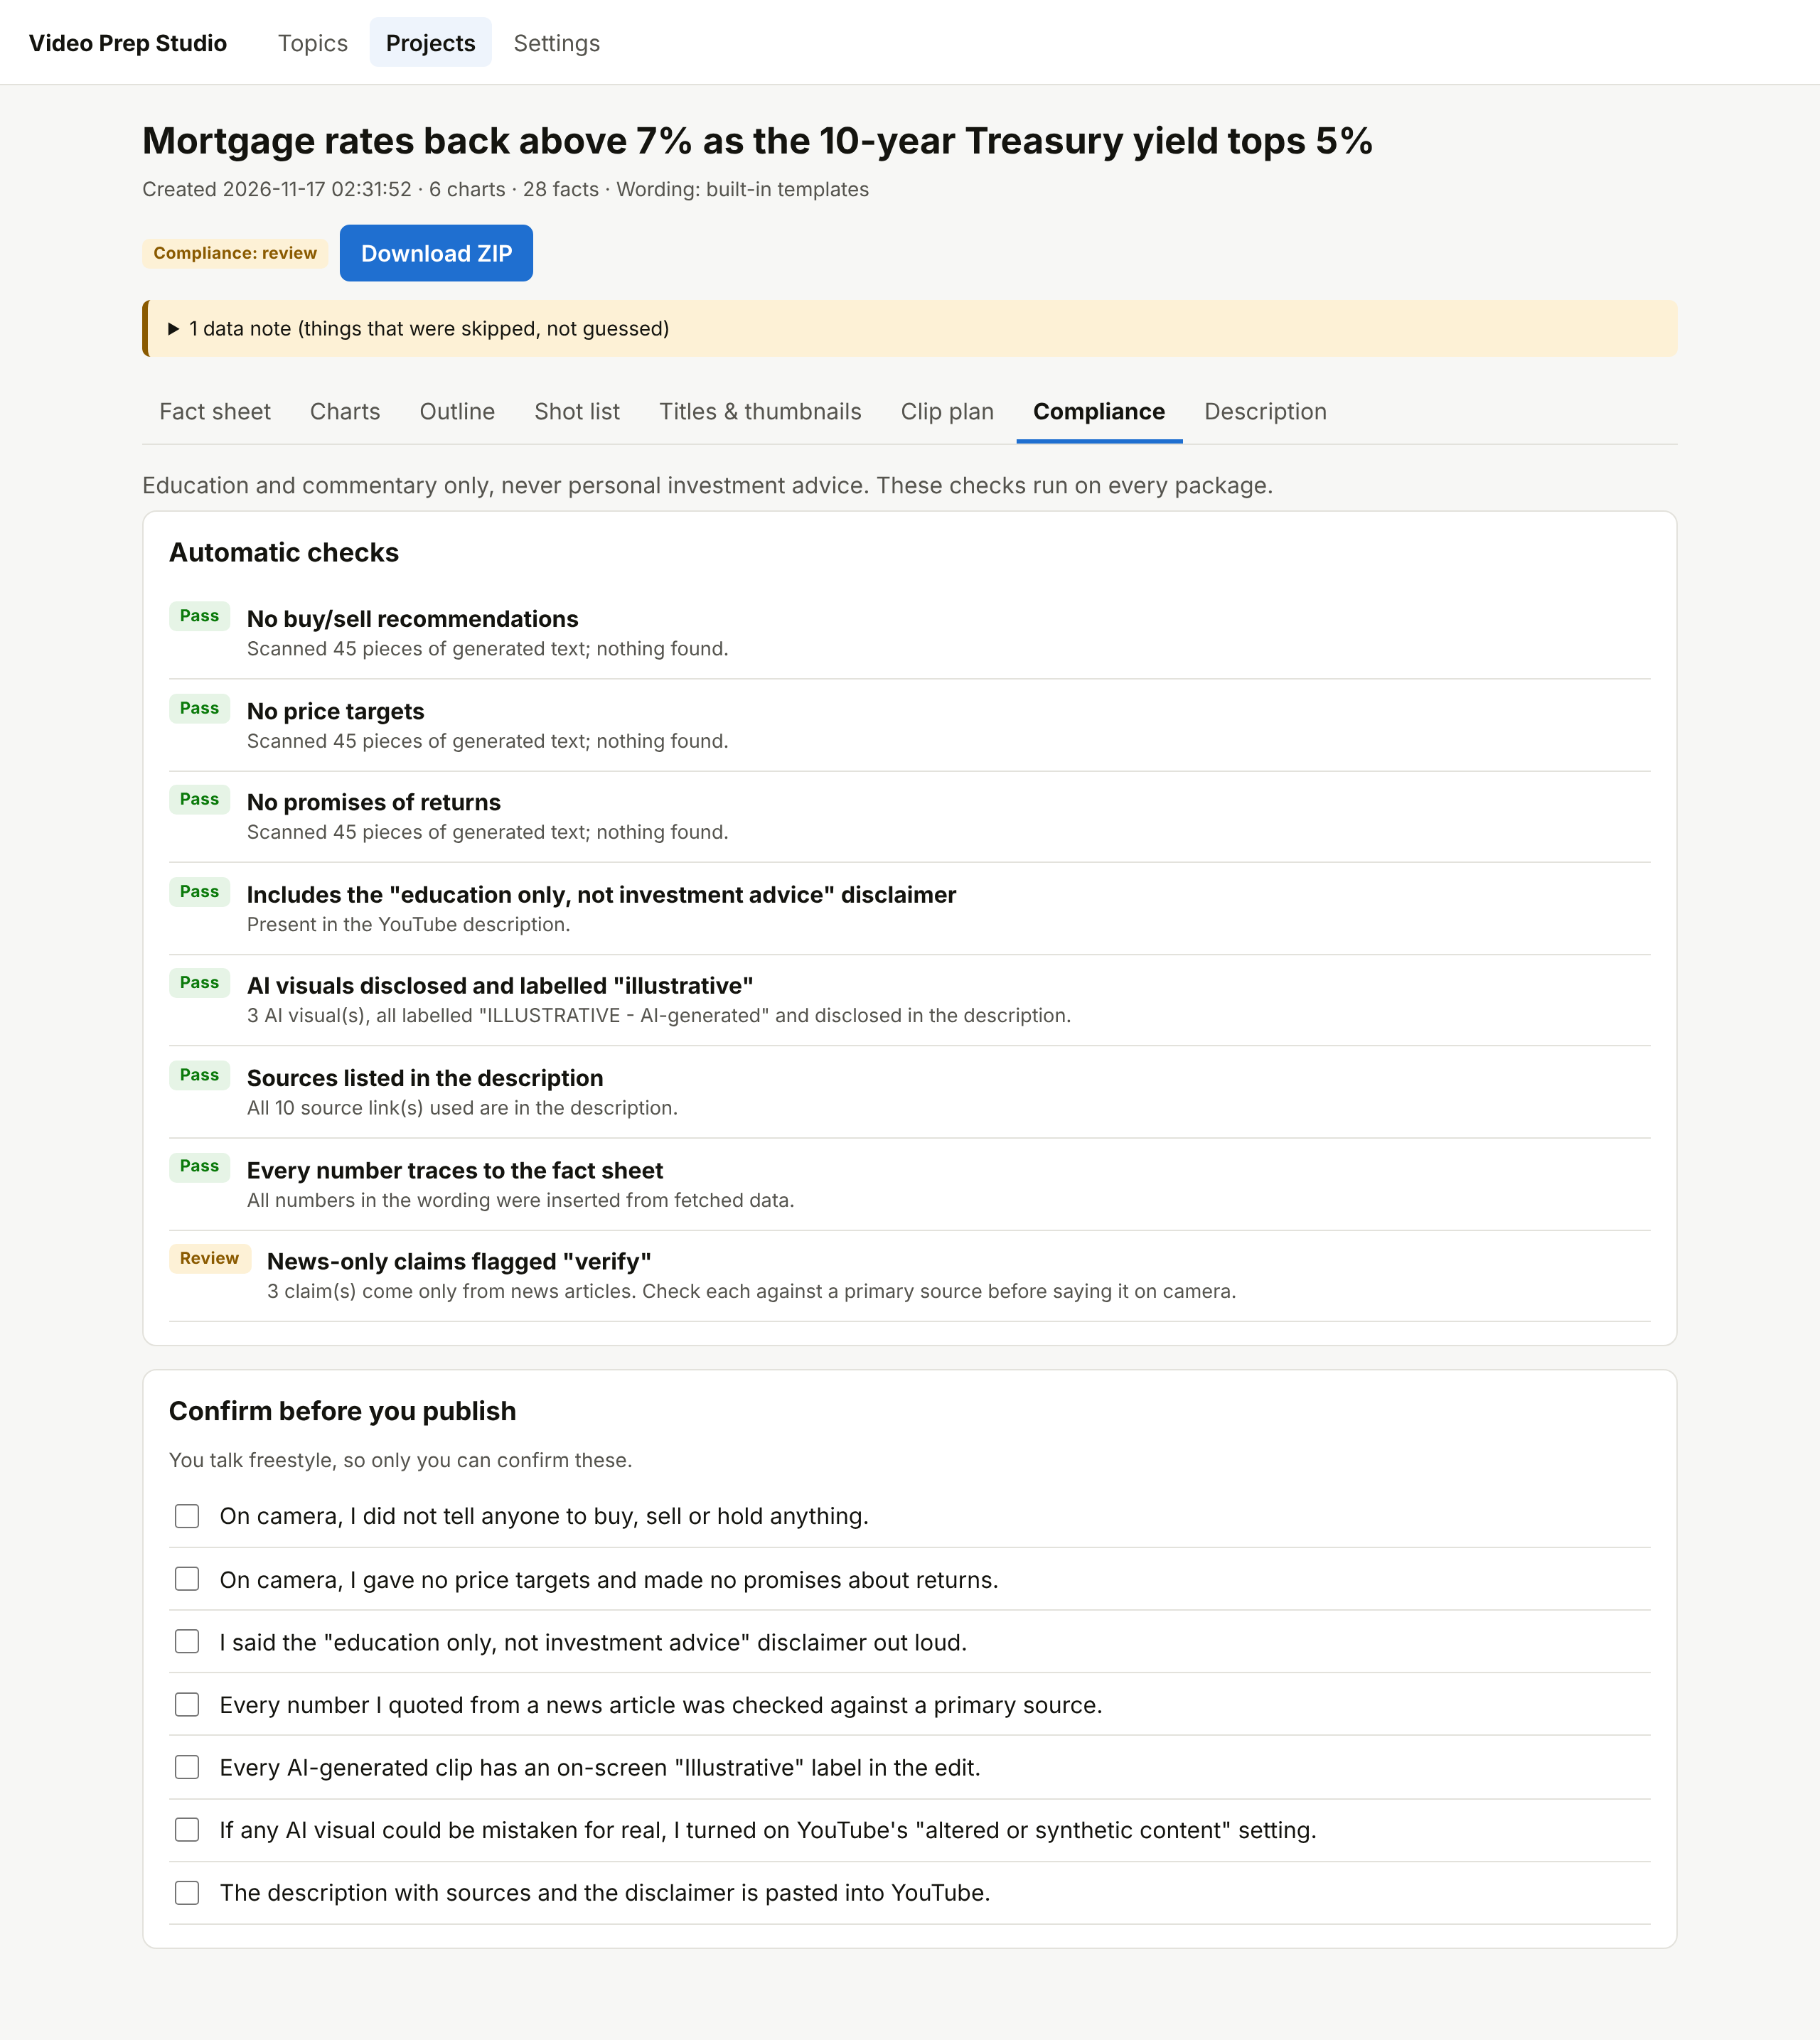 Video Prep Studio Topics Projects Settings
Mortgage rates back above 7% as the 10-year Treasury yield tops 5%
Created 2026-11-17 02:31:52 · 6 charts · 28 facts · Wording: built-in templates
Compliance: review Download ZIP
▶ 1 data note (things that were skipped, not guessed)
Fact sheet Charts Outline Shot list Titles & thumbnails Clip plan Compliance Description
Education and commentary only, never personal investment advice. These checks run on every package.
Automatic checks
Pass No buy/sell recommendations
Scanned 45 pieces of generated text; nothing found.
Pass No price targets
Scanned 45 pieces of generated text; nothing found.
Pass No promises of returns
Scanned 45 pieces of generated text; nothing found.
Pass Includes the "education only, not investment advice" disclaimer
Present in the YouTube description.
Pass AI visuals disclosed and labelled "illustrative"
3 AI visual(s), all labelled "ILLUSTRATIVE - AI-generated" and disclosed in the description.
Pass Sources listed in the description
All 10 source link(s) used are in the description.
Pass Every number traces to the fact sheet
All numbers in the wording were inserted from fetched data.
Review News-only claims flagged "verify"
3 claim(s) come only from news articles. Check each against a primary source before saying it on camera.
Confirm before you publish
You talk freestyle, so only you can confirm these.
On camera, I did not tell anyone to buy, sell or hold anything.
On camera, I gave no price targets and made no promises about returns.
I said the "education only, not investment advice" disclaimer out loud.
Every number I quoted from a news article was checked against a primary source.
Every AI-generated clip has an on-screen "Illustrative" label in the edit.
If any AI visual could be mistaken for real, I turned on YouTube's "altered or synthetic content" setting.
The description with sources and the disclaimer is pasted into YouTube.